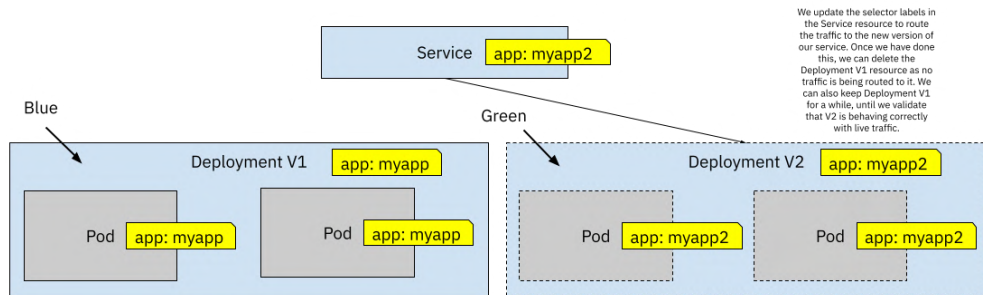 We update the selector labels in
the Service resource to route
the traffic to the new version of
our service. Once we have done
this, we can delete the
Deployment V1 resource as no
traffic is being routed to it. We
can also keep Deployment V1
for a while, until we validate
that V2 is behaving correctly
with live traffic.
Service
app: myapp2
Blue
Green
Deployment V1
app: myapp
Pod
app: myapp
Pod
app: myapp
Deployment V2
app: myapp2
Pod
app: myapp2
Pod
app: myapp2